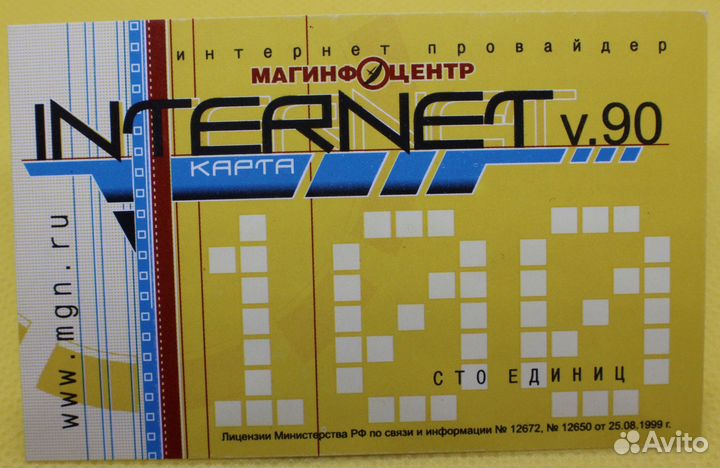 интернет провайдер
МАГИНФОЦЕНТР
INTERNET v.90
КАРТА
www.mgn.ru
100
СТО ЕДИНИЦ
Лицензии Министерства РФ по связи и информации № 12672, № 12650 от 25.08.1999 г.
Avito